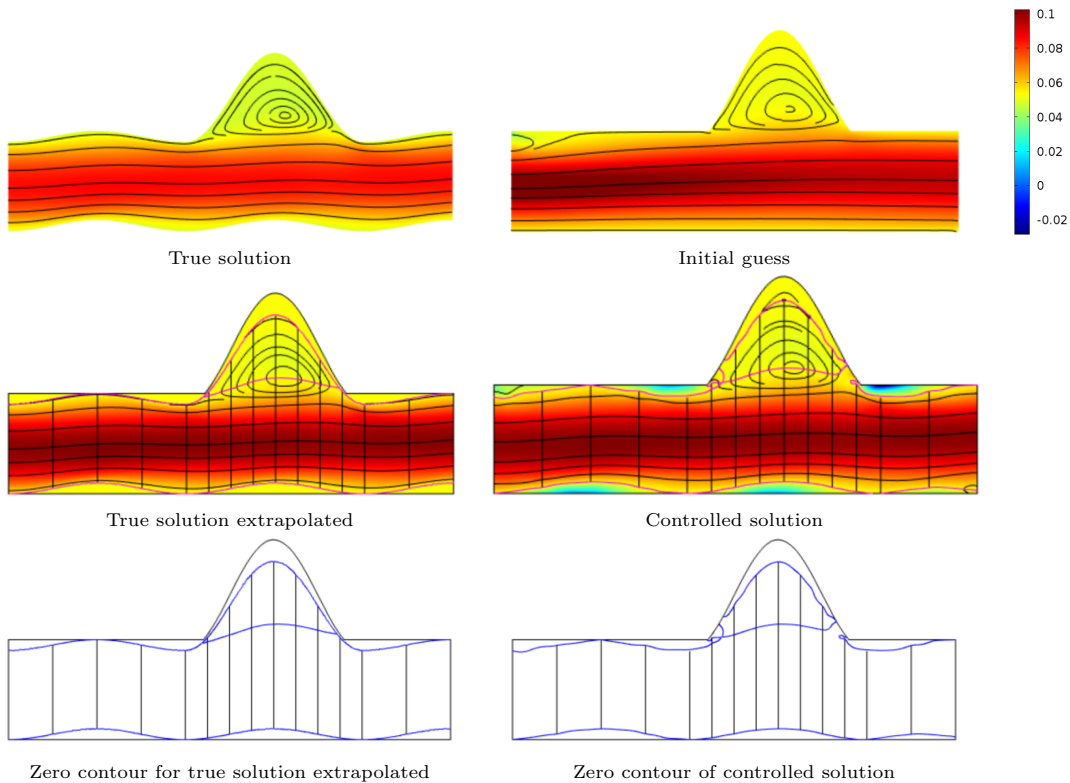 0.1
0.08
0.06
0.04
0.02
0
-0.02
True solution
Initial guess
True solution extrapolated
Controlled solution
Zero contour for true solution extrapolated
Zero contour of controlled solution